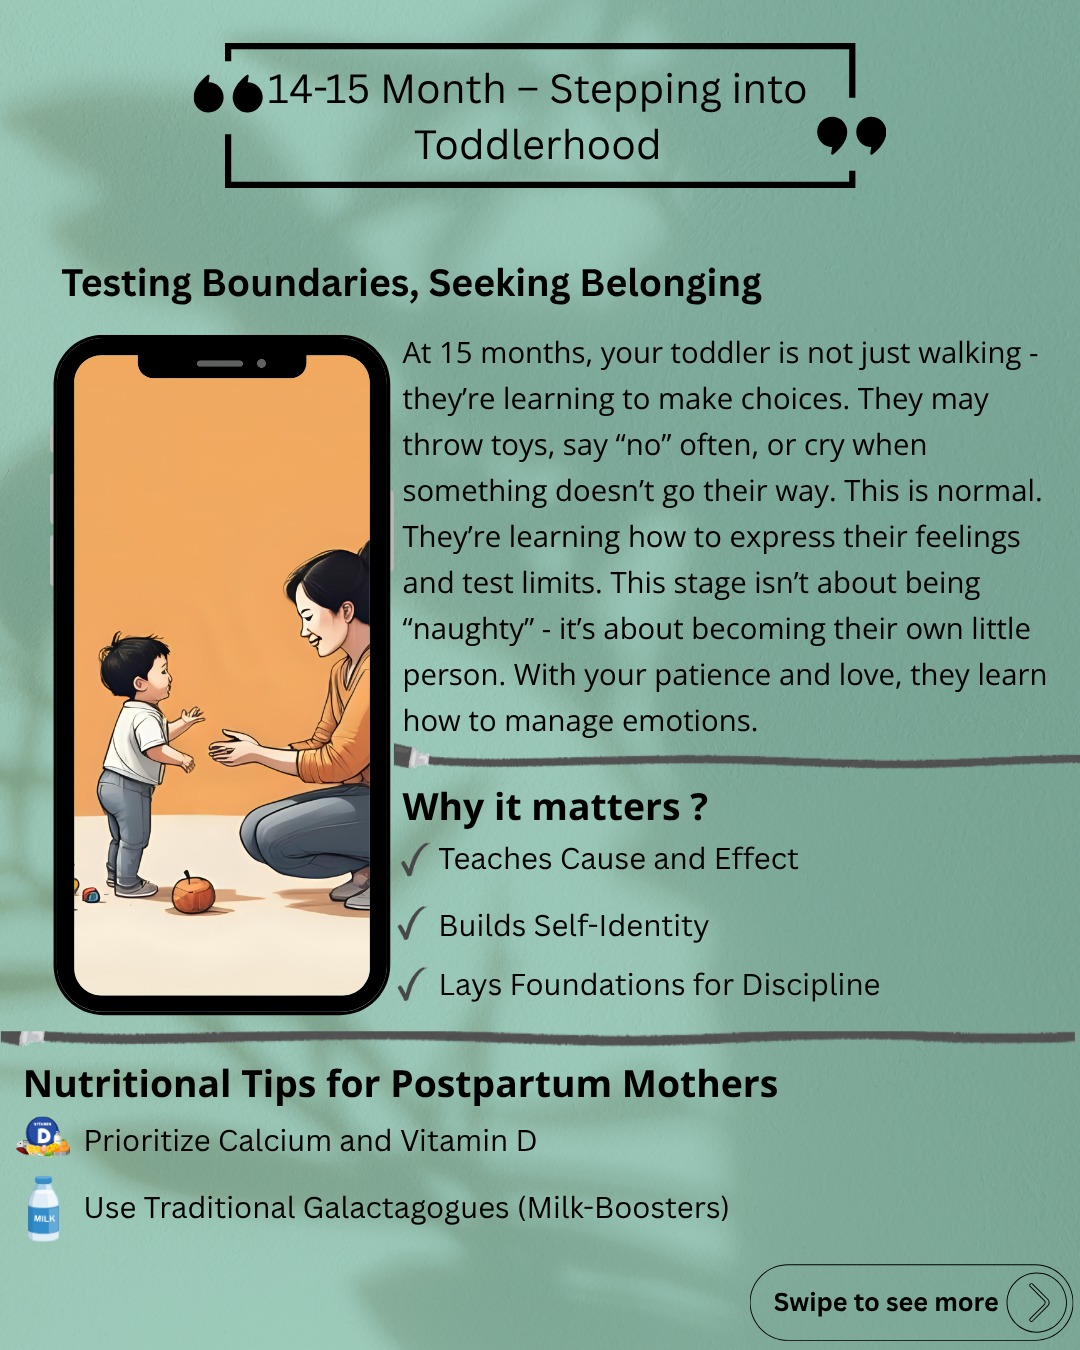 14-15 Month – Stepping into
Toddlerhood
Testing Boundaries, Seeking Belonging
At 15 months, your toddler is not just walking -
they’re learning to make choices. They may
throw toys, say “no” often, or cry when
something doesn’t go their way. This is normal.
They’re learning how to express their feelings
and test limits. This stage isn’t about being
“naughty” - it’s about becoming their own little
person. With your patience and love, they learn
how to manage emotions.
Why it matters ?
Teaches Cause and Effect
Builds Self-Identity
Lays Foundations for Discipline
Nutritional Tips for Postpartum Mothers
VITAMIN
D
Prioritize Calcium and Vitamin D
MILK
Use Traditional Galactagogues (Milk-Boosters)
Swipe to see more